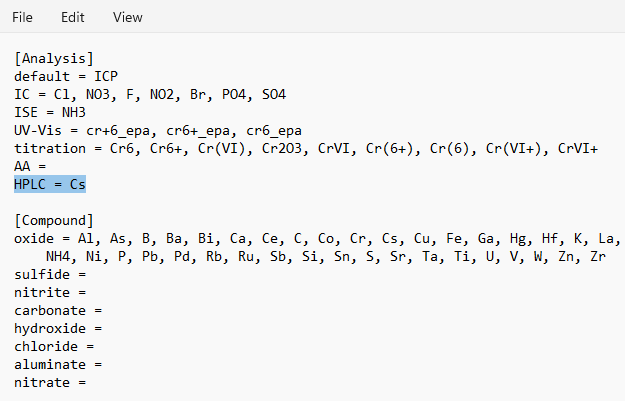 File Edit View
[Analysis]
default = ICP
IC = Cl, NO3, F, NO2, Br, PO4, SO4
ISE = NH3
UV-Vis = cr+6_epa, cr6+_epa, cr6_epa
titration = Cr6, Cr6+, Cr(VI), Cr2O3, CrVI, Cr(6+), Cr(6), Cr(VI+), CrVI+
AA =
HPLC = Cs
[Compound]
oxide = Al, As, B, Ba, Bi, Ca, Ce, C, Co, Cr, Cs, Cu, Fe, Ga, Hg, Hf, K, La,
NH4, Ni, P, Pb, Pd, Rb, Ru, Sb, Si, Sn, S, Sr, Ta, Ti, U, V, W, Zn, Zr
sulfide =
nitrite =
carbonate =
hydroxide =
chloride =
aluminate =
nitrate =